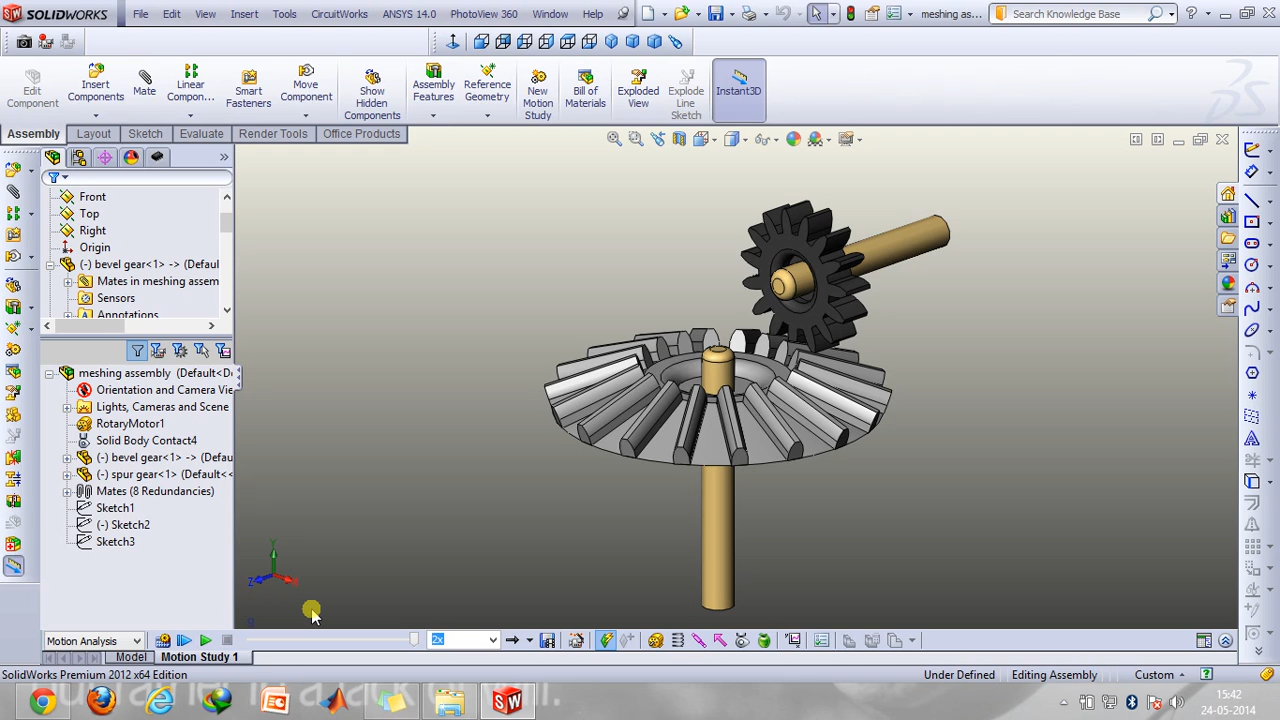 SOLIDWORKS File Edit View Insert Tools CircuitWorks ANSYS 14.0 PhotoView 360 Window Help meshing as... Search Knowledge Base
Edit Component
Insert Components
Mate
Linear Compon...
Smart Fasteners
Move Component
Show Hidden Components
Assembly Features
Reference Geometry
New Motion Study
Bill of Materials
Exploded View
Explode Line Sketch
Instant3D
Assembly Layout Sketch Evaluate Render Tools Office Products
Front
Top
Right
Origin
(-) bevel gear<1> -> (Defaul
Mates in meshing assem
Sensors
Annotations
meshing assembly (Default<D
Orientation and Camera Vie
Lights, Cameras and Scene
RotaryMotor1
Solid Body Contact4
(-) bevel gear<1> -> (Defaul
(-) spur gear<1> (Default<<
Mates (8 Redundancies)
Sketch1
(-) Sketch2
Sketch3
Y
Z
Motion Analysis 2x
Model Motion Study 1
SolidWorks Premium 2012 x64 Edition Under Defined Editing Assembly Custom
15:42
24-05-2014